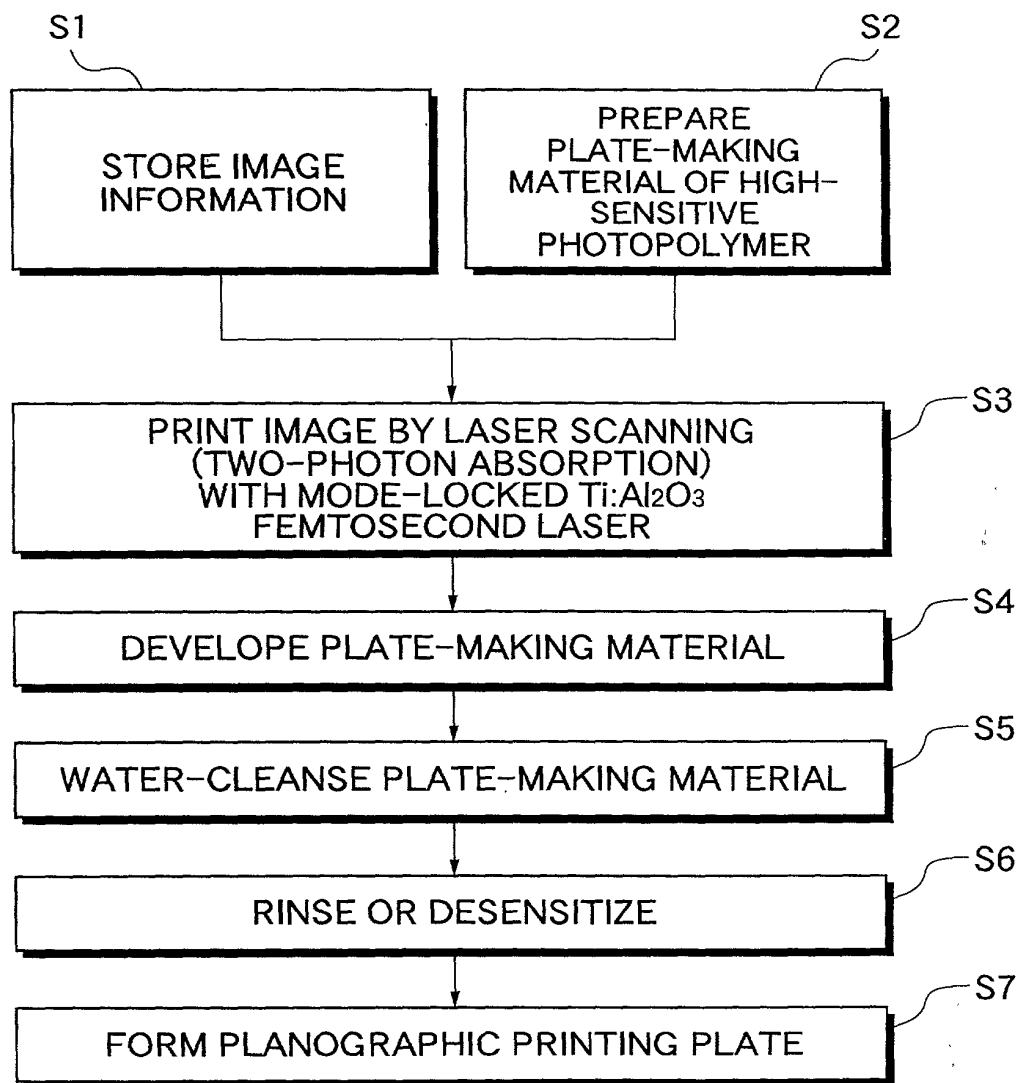 S1
S2
STORE IMAGE
INFORMATION
PREPARE
PLATE-MAKING
MATERIAL OF HIGH-
SENSITIVE
PHOTOPOLYMER
S3
PRINT IMAGE BY LASER SCANNING
(TWO-PHOTON ABSORPTION)
WITH MODE-LOCKED Ti:Al₂O₃
FEMTOSECOND LASER
S4
DEVELOPE PLATE-MAKING MATERIAL
S5
WATER-CLEANSE PLATE-MAKING MATERIAL
S6
RINSE OR DESENSITIZE
S7
FORM PLANOGRAPHIC PRINTING PLATE